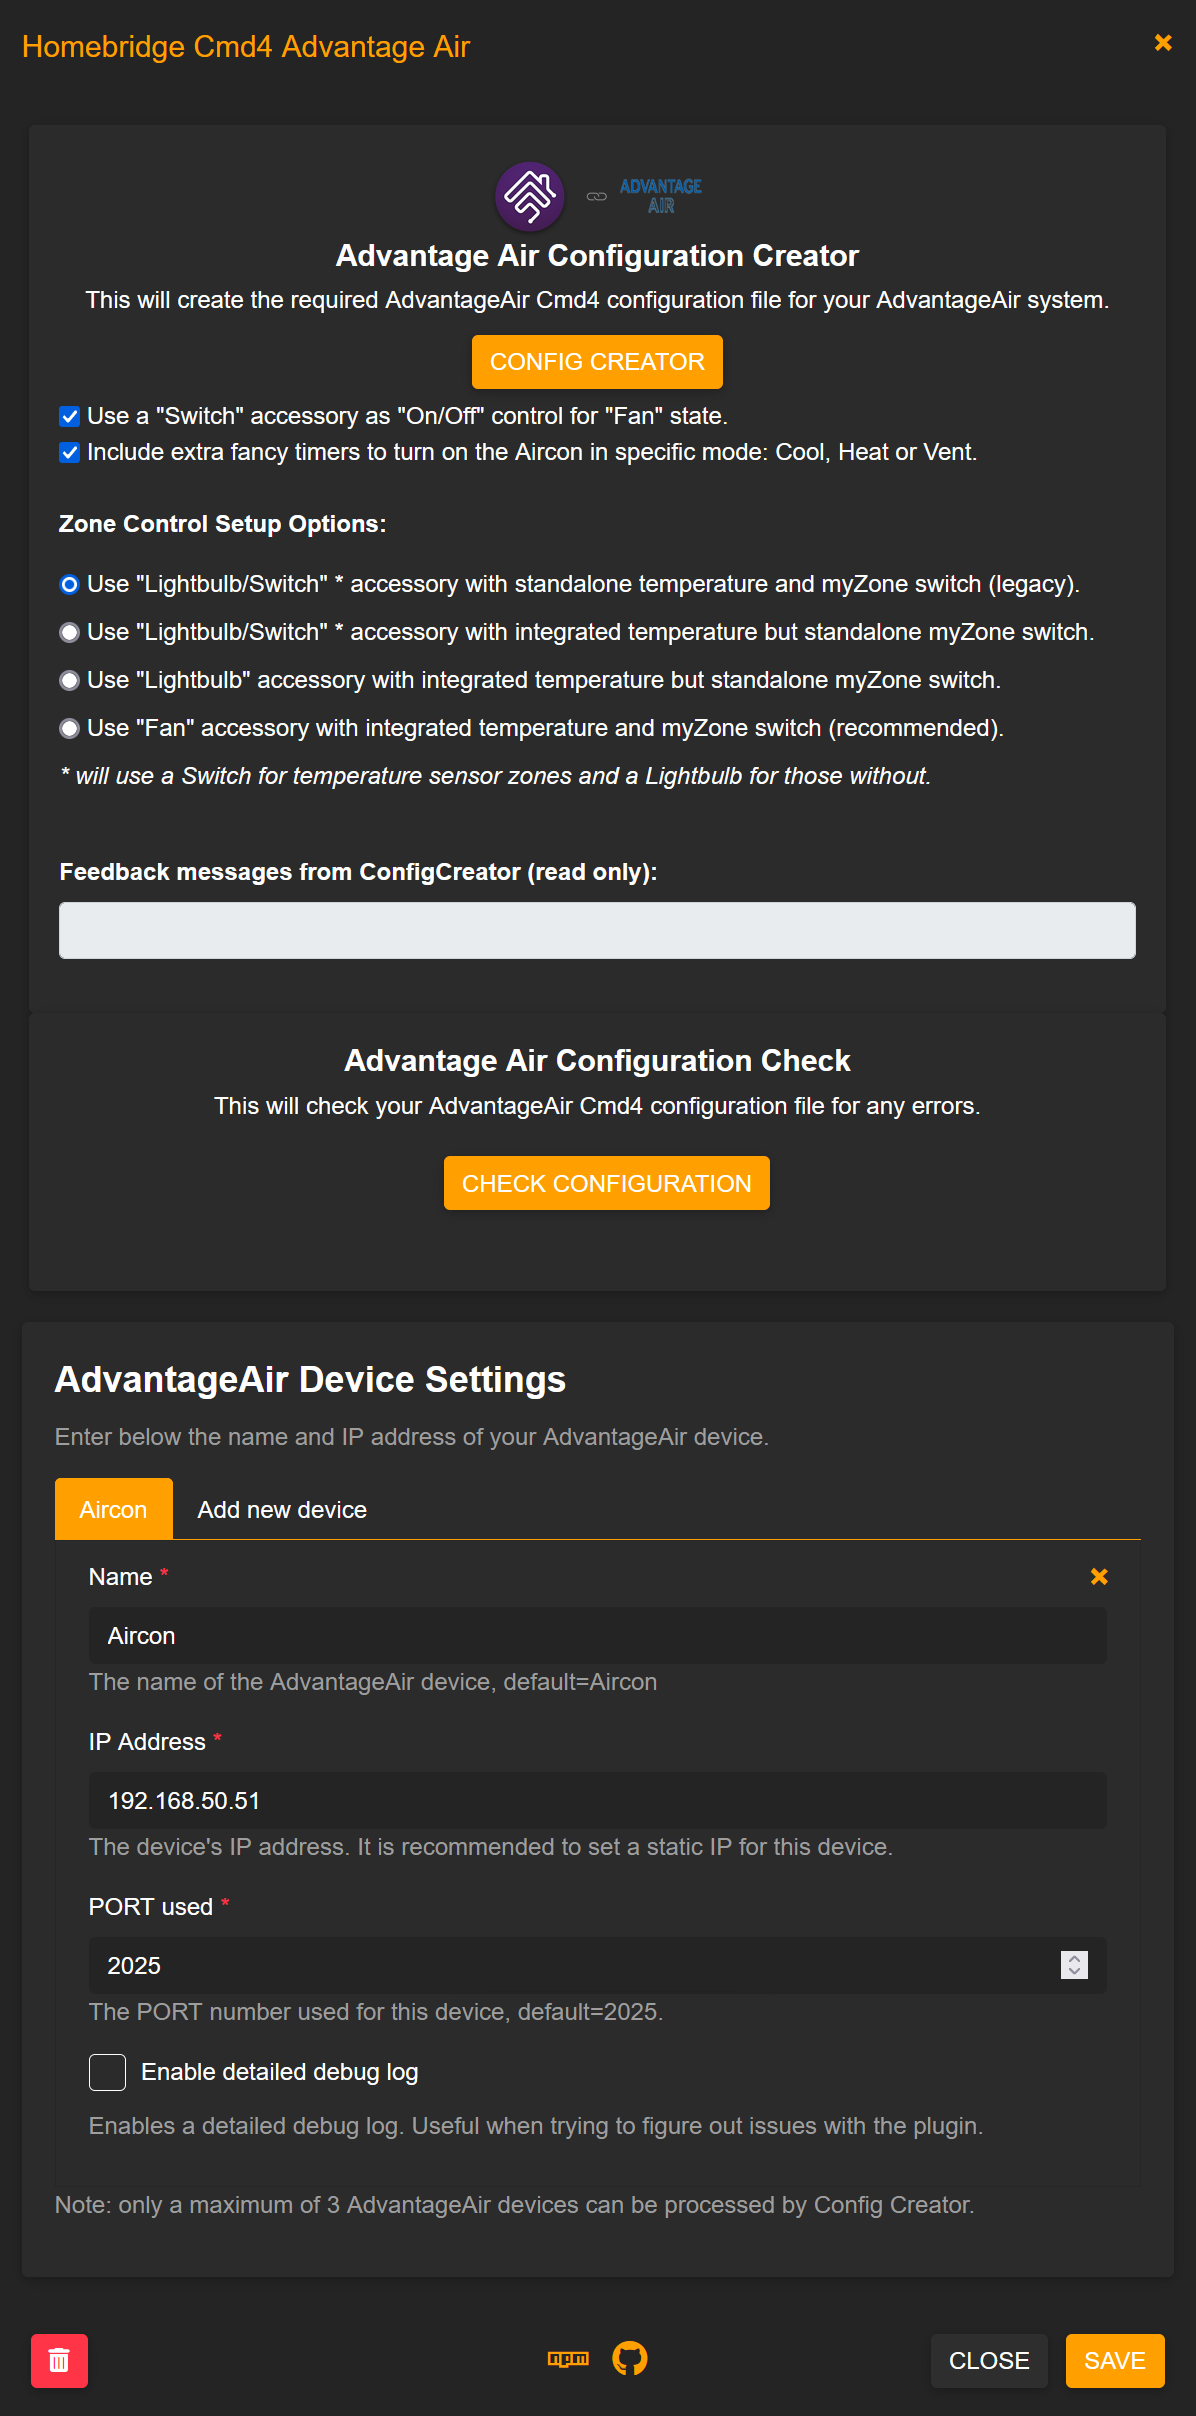 Homebridge Cmd4 Advantage Air
ADVANTAGE
AIR
Advantage Air Configuration Creator
This will create the required AdvantageAir Cmd4 configuration file for your AdvantageAir system.
CONFIG CREATOR
Use a "Switch" accessory as "On/Off" control for "Fan" state.
Include extra fancy timers to turn on the Aircon in specific mode: Cool, Heat or Vent.
Zone Control Setup Options:
Use "Lightbulb/Switch" * accessory with standalone temperature and myZone switch (legacy).
Use "Lightbulb/Switch" * accessory with integrated temperature but standalone myZone switch.
Use "Lightbulb" accessory with integrated temperature but standalone myZone switch.
Use "Fan" accessory with integrated temperature and myZone switch (recommended).
* will use a Switch for temperature sensor zones and a Lightbulb for those without.
Feedback messages from ConfigCreator (read only):
Advantage Air Configuration Check
This will check your AdvantageAir Cmd4 configuration file for any errors.
CHECK CONFIGURATION
AdvantageAir Device Settings
Enter below the name and IP address of your AdvantageAir device.
Aircon Add new device
Name *
Aircon
The name of the AdvantageAir device, default=Aircon
IP Address *
192.168.50.51
The device's IP address. It is recommended to set a static IP for this device.
PORT used *
2025
The PORT number used for this device, default=2025.
Enable detailed debug log
Enables a detailed debug log. Useful when trying to figure out issues with the plugin.
Note: only a maximum of 3 AdvantageAir devices can be processed by Config Creator.
npm CLOSE SAVE